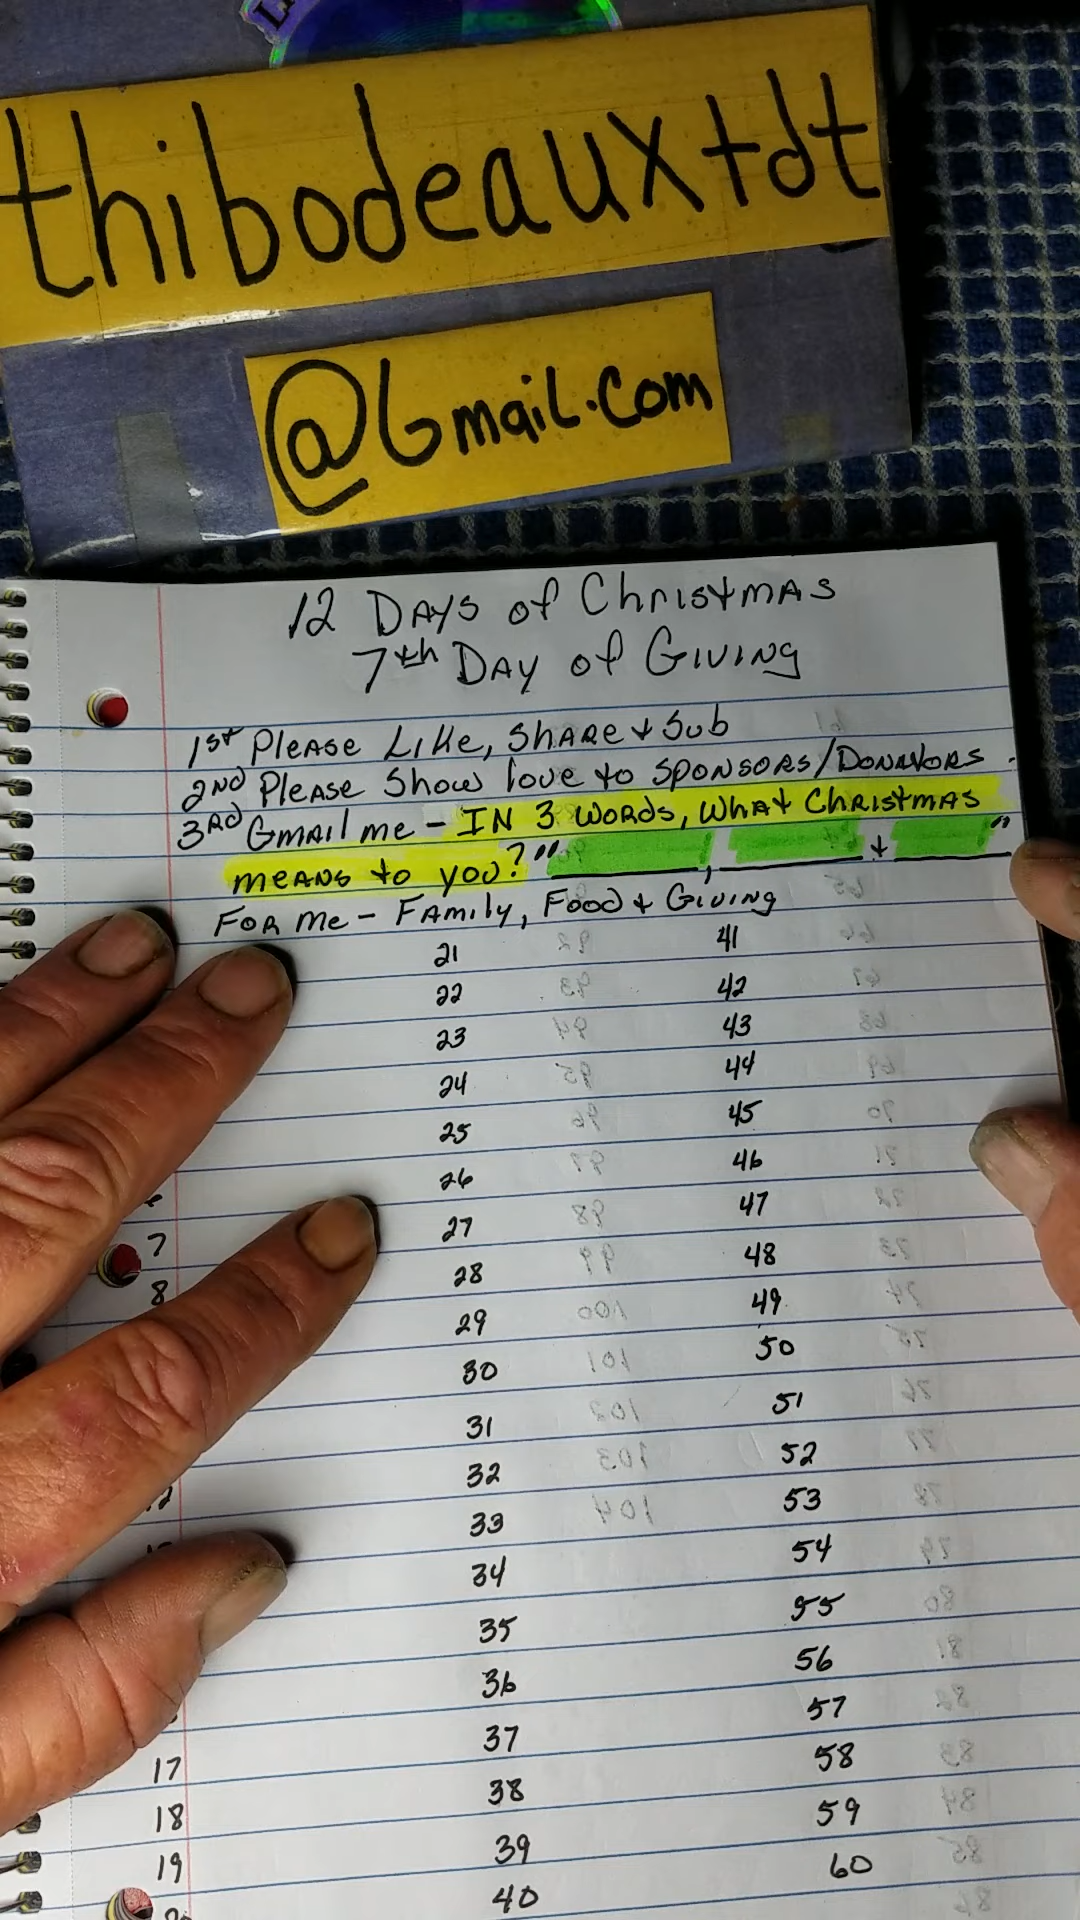 thibodeauxtdt
@Gmail.com
12 DAYS of ChristmAS
7th DAY of GIVING
1st PLEASE LIKE, SHARE + Sub
2ND PLEASE Show love to SPONSORS/DONATORS.
3RD GMAIL me - IN 3 WORDS, WHAT ChRISTMAS
MEANS to you? " , + "
FOR ME - FAMILY, FOOD + GIVING
21 41
22 42
23 43
24 44
25 45
26 46
7 27 47
8 28 48
29 49
30 50
31 51
32 52
33 53
34 54
35 55
36 56
37 57
17 38 58
18 39 59
19 40 60